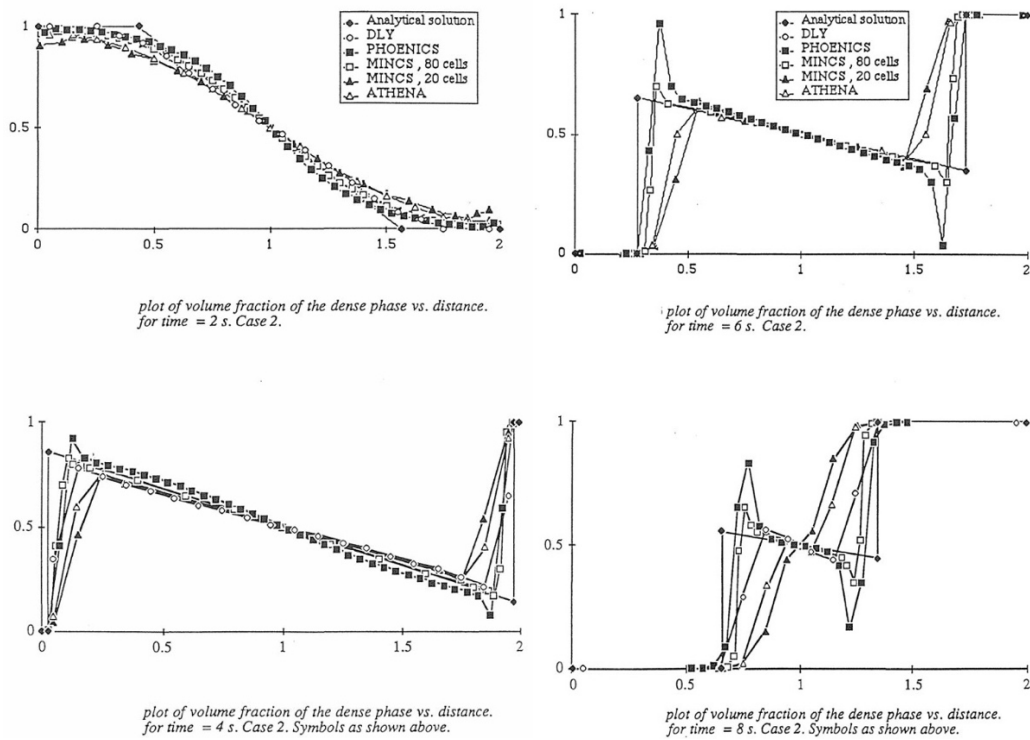 1
0.5
0
0
0.5
1
1.5
2
Analytical solution
DLY
PHOENICS
MINCS , 80 cells
MINCS , 20 cells
ATHENA
plot of volume fraction of the dense phase vs. distance.
for time = 2 s. Case 2.
1
0.5
0
0
0.5
1
1.5
2
Analytical solution
DLY
PHOENICS
MINCS , 80 cells
MINCS , 20 cells
ATHENA
plot of volume fraction of the dense phase vs. distance.
for time = 6 s. Case 2.
1
0.5
0
0
0.5
1
1.5
2
plot of volume fraction of the dense phase vs. distance.
for time = 4 s. Case 2. Symbols as shown above.
1
0.5
0
0
0.5
1
1.5
2
plot of volume fraction of the dense phase vs. distance.
for time = 8 s. Case 2. Symbols as shown above.